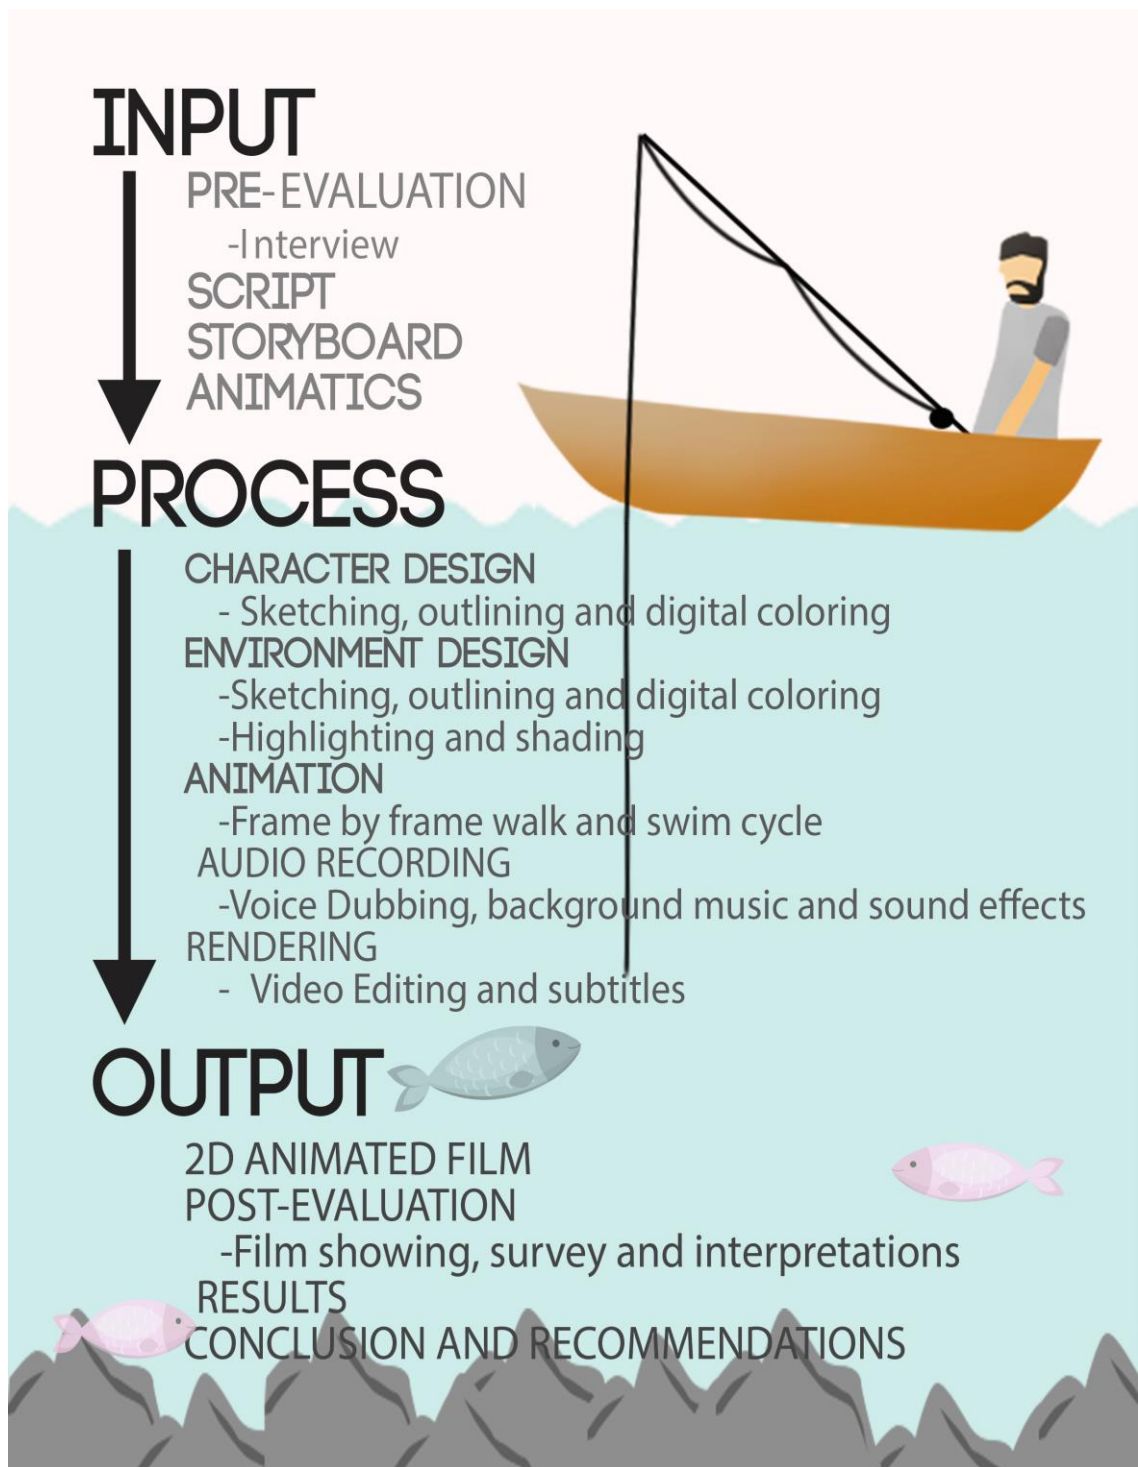 INPUT
PRE-EVALUATION
-Interview
SCRIPT
STORYBOARD
ANIMATICS
PROCESS
CHARACTER DESIGN
- Sketching, outlining and digital coloring
ENVIRONMENT DESIGN
-Sketching, outlining and digital coloring
-Highlighting and shading
ANIMATION
-Frame by frame walk and swim cycle
AUDIO RECORDING
-Voice Dubbing, background music and sound effects
RENDERING
- Video Editing and subtitles
OUTPUT
2D ANIMATED FILM
POST-EVALUATION
-Film showing, survey and interpretations
RESULTS
CONCLUSION AND RECOMMENDATIONS